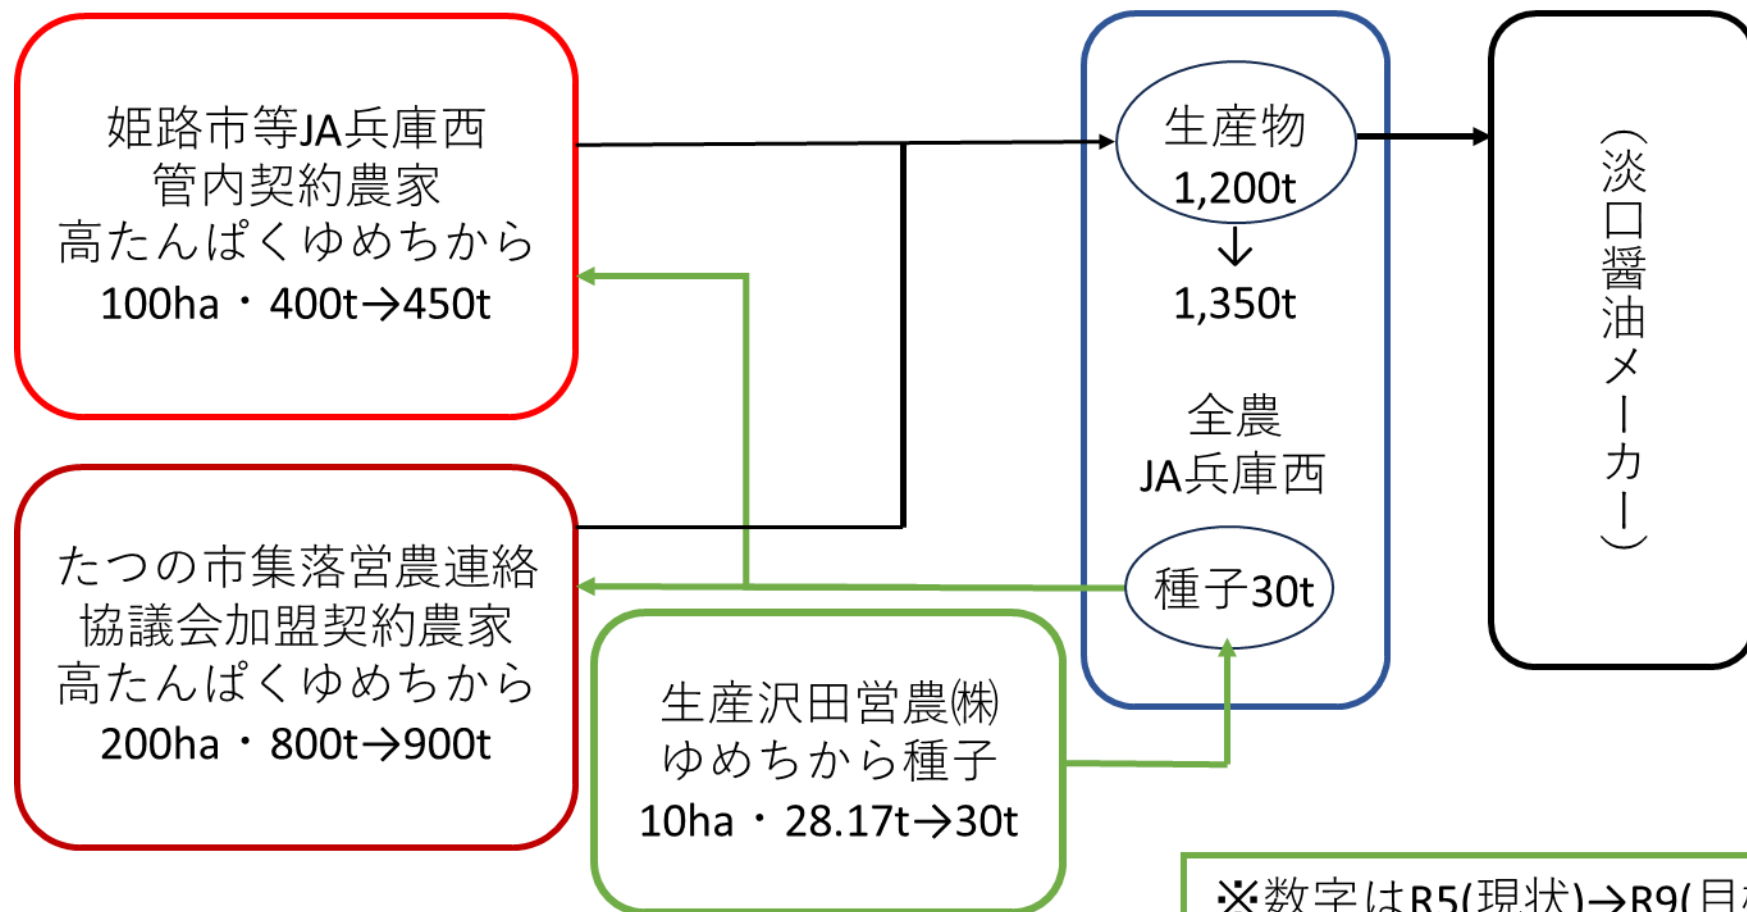 姫路市等JA兵庫西
管内契約農家
高たんぱくゆめちから
100ha・400t→450t
たつの市集落営農連絡
協議会加盟契約農家
高たんぱくゆめちから
200ha・800t→900t
生産沢田営農㈱
ゆめちから種子
10ha・28.17t→30t
生産物
1,200t
↓
1,350t
全農
JA兵庫西
種子30t
（淡口醤油メーカー）
※数字はR5(現状)→R9(目